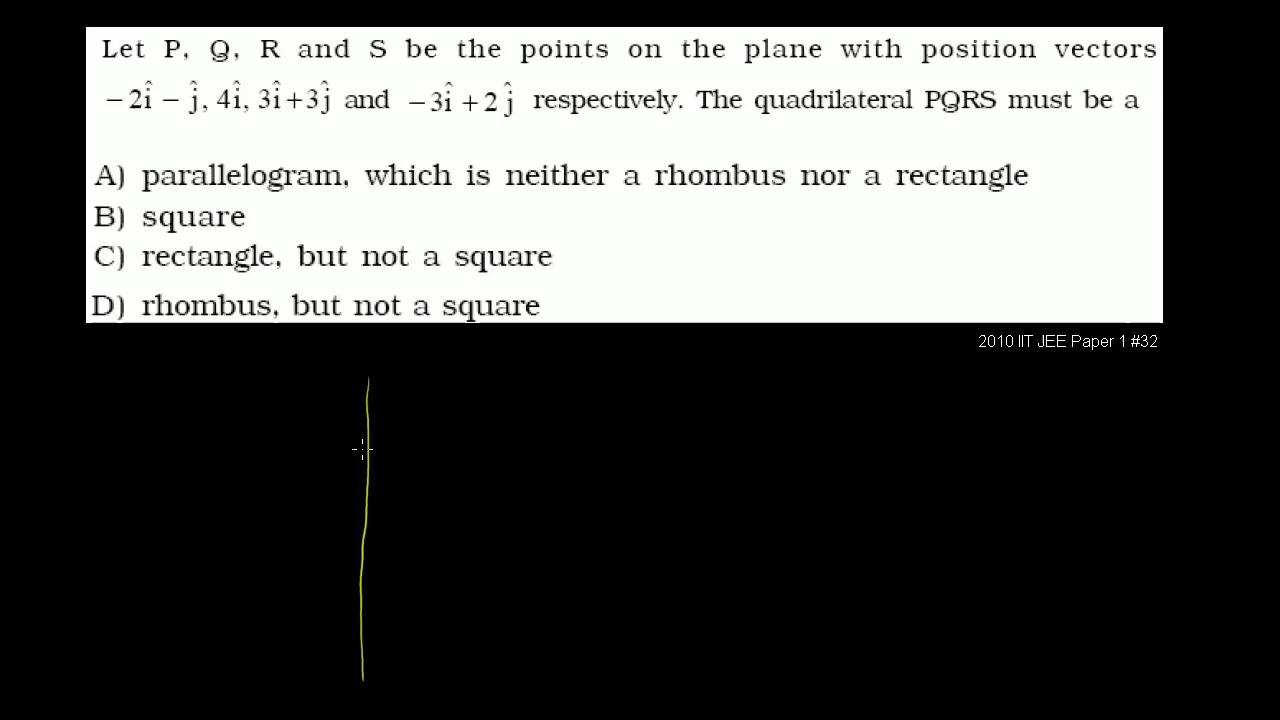 Let P, Q, R and S be the points on the plane with position vectors
−2î − ĵ, 4î, 3î+3ĵ and −3î +2 ĵ respectively. The quadrilateral PQRS must be a
A) parallelogram, which is neither a rhombus nor a rectangle
B) square
C) rectangle, but not a square
D) rhombus, but not a square
2010 IIT JEE Paper 1 #32